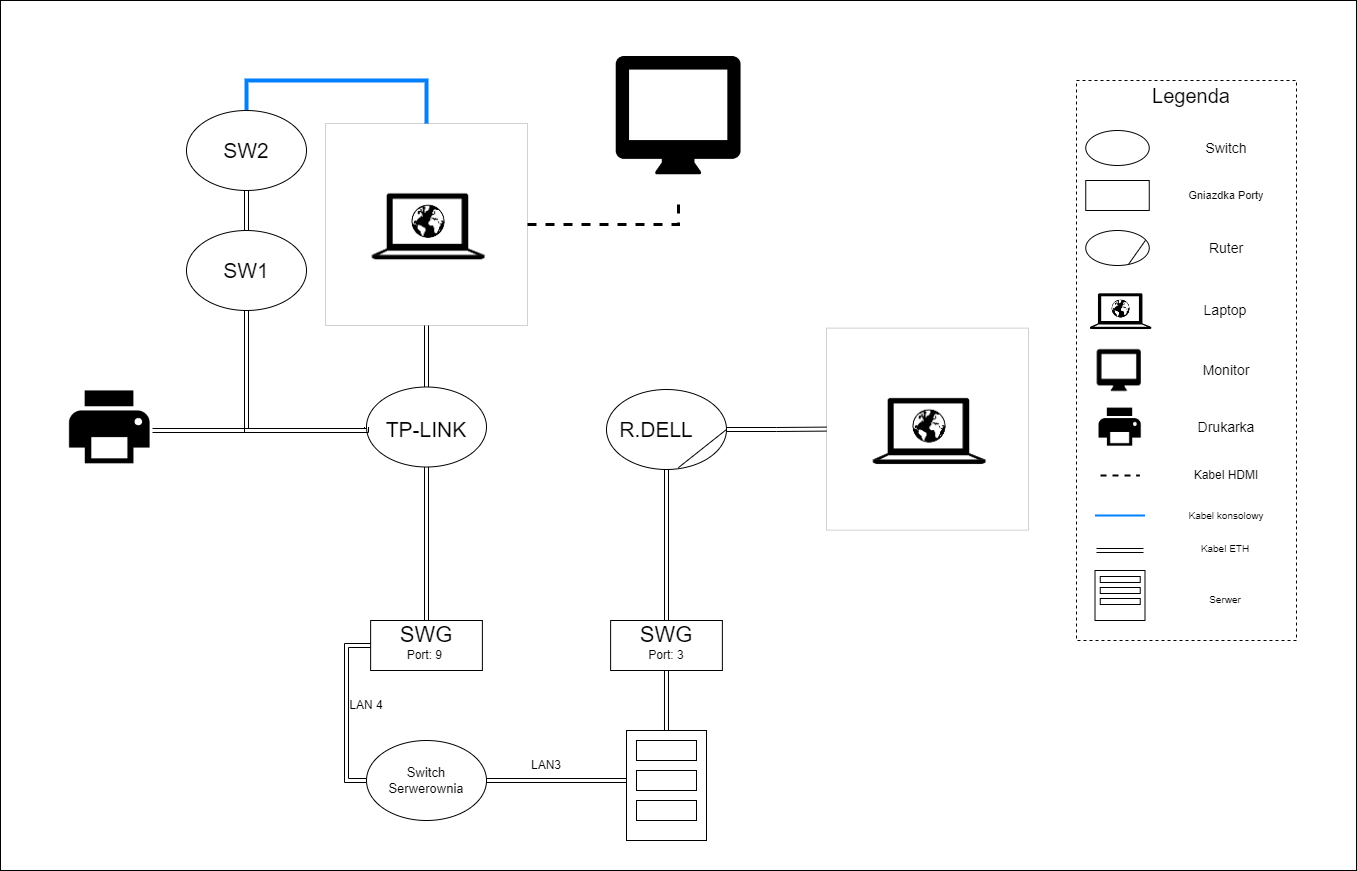 SW2
SW1
TP-LINK
R.DELL
SWG
Port: 9
SWG
Port: 3
LAN 4
Switch
Serwerownia
LAN3
Legenda
Switch
Gniazdka Porty
Ruter
Laptop
Monitor
Drukarka
Kabel HDMI
Kabel konsolowy
Kabel ETH
Serwer